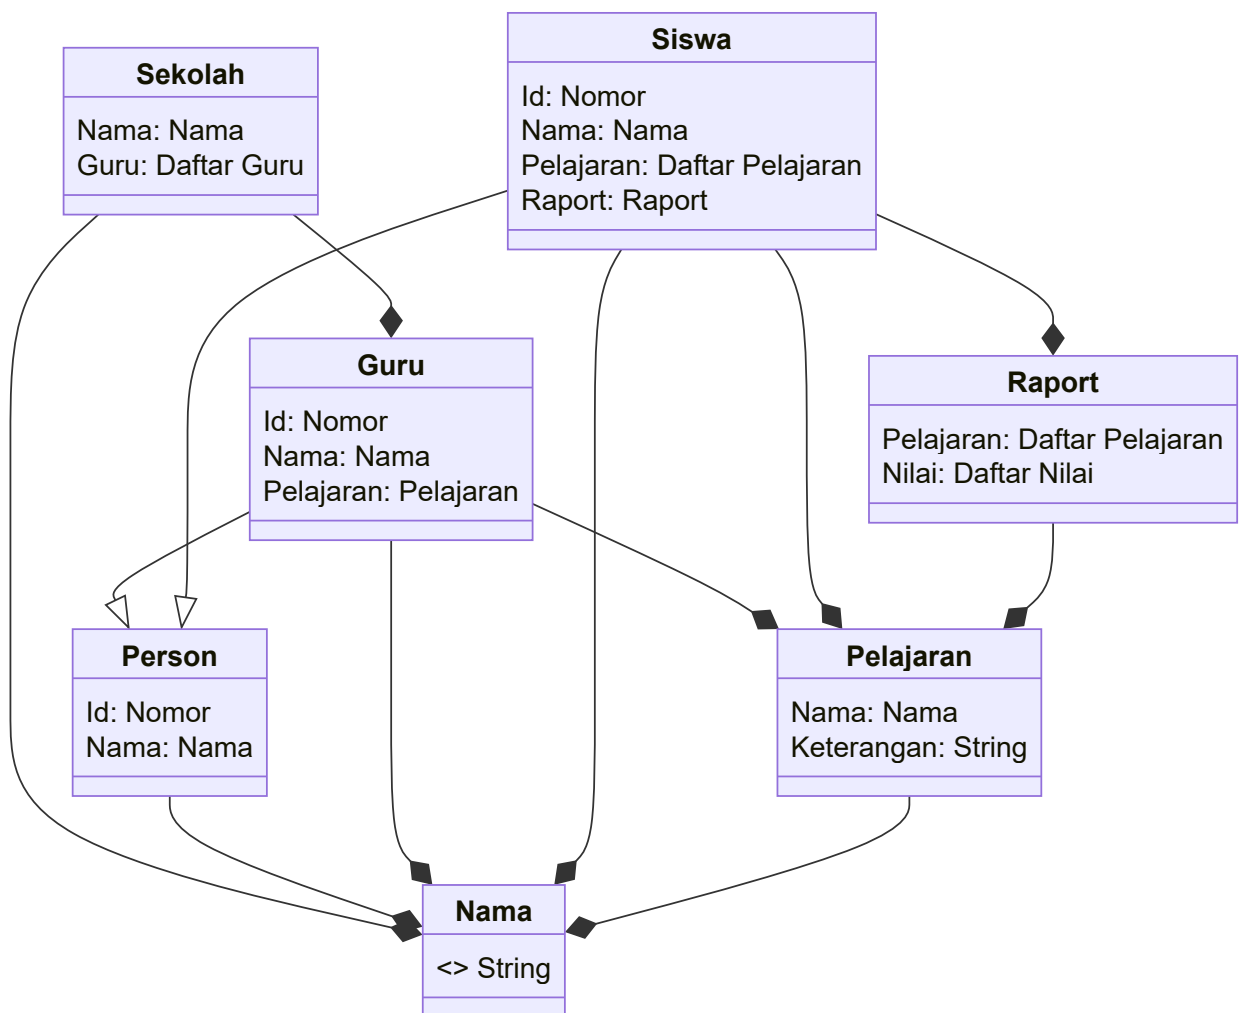 Siswa
Id: Nomor
Nama: Nama
Pelajaran: Daftar Pelajaran
Raport: Raport
Sekolah
Nama: Nama
Guru: Daftar Guru
Guru
Id: Nomor
Nama: Nama
Pelajaran: Pelajaran
Raport
Pelajaran: Daftar Pelajaran
Nilai: Daftar Nilai
Person
Id: Nomor
Nama: Nama
Pelajaran
Nama: Nama
Keterangan: String
Nama
<> String